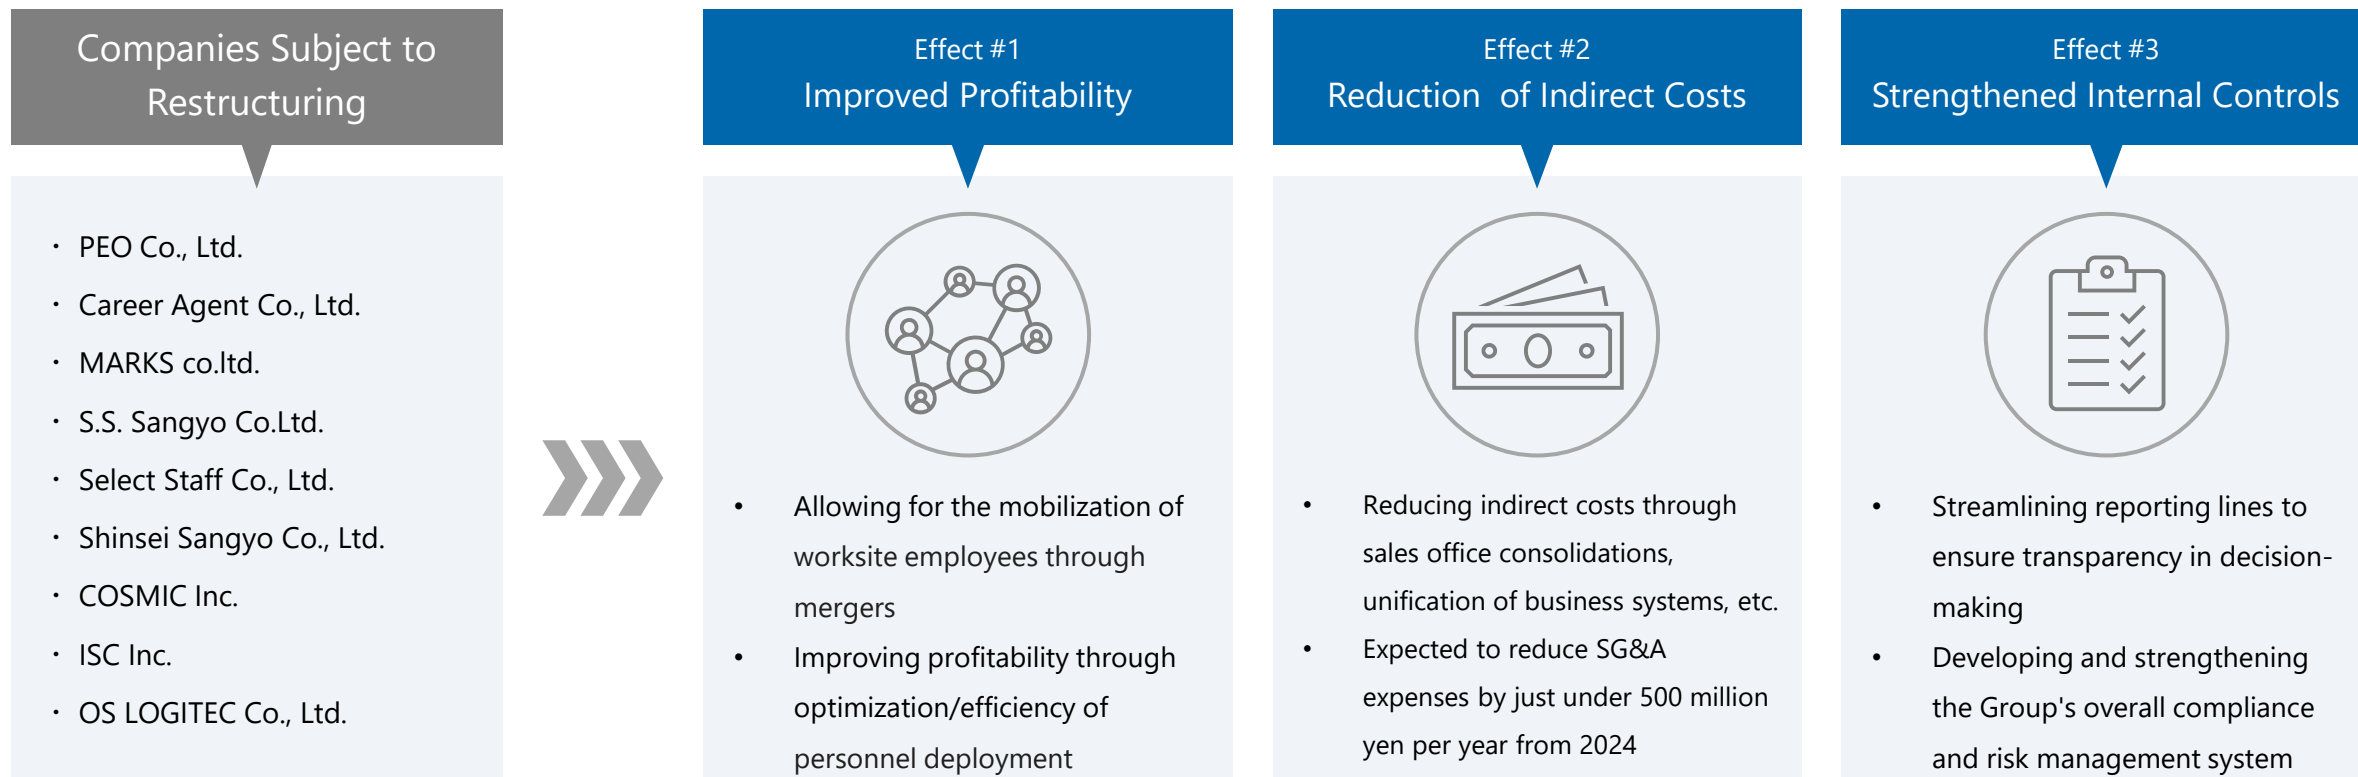 Companies Subject to
Restructuring
・ PEO Co., Ltd.
・ Career Agent Co., Ltd.
・ MARKS co.ltd.
・ S.S. Sangyo Co.Ltd.
・ Select Staff Co., Ltd.
・ Shinsei Sangyo Co., Ltd.
・ COSMIC Inc.
・ ISC Inc.
・ OS LOGITEC Co., Ltd.
Effect #1
Improved Profitability
• Allowing for the mobilization of
worksite employees through
mergers
• Improving profitability through
optimization/efficiency of
personnel deployment
Effect #2
Reduction of Indirect Costs
• Reducing indirect costs through
sales office consolidations,
unification of business systems, etc.
• Expected to reduce SG&A
expenses by just under 500 million
yen per year from 2024
Effect #3
Strengthened Internal Controls
• Streamlining reporting lines to
ensure transparency in decision-
making
• Developing and strengthening
the Group's overall compliance
and risk management system